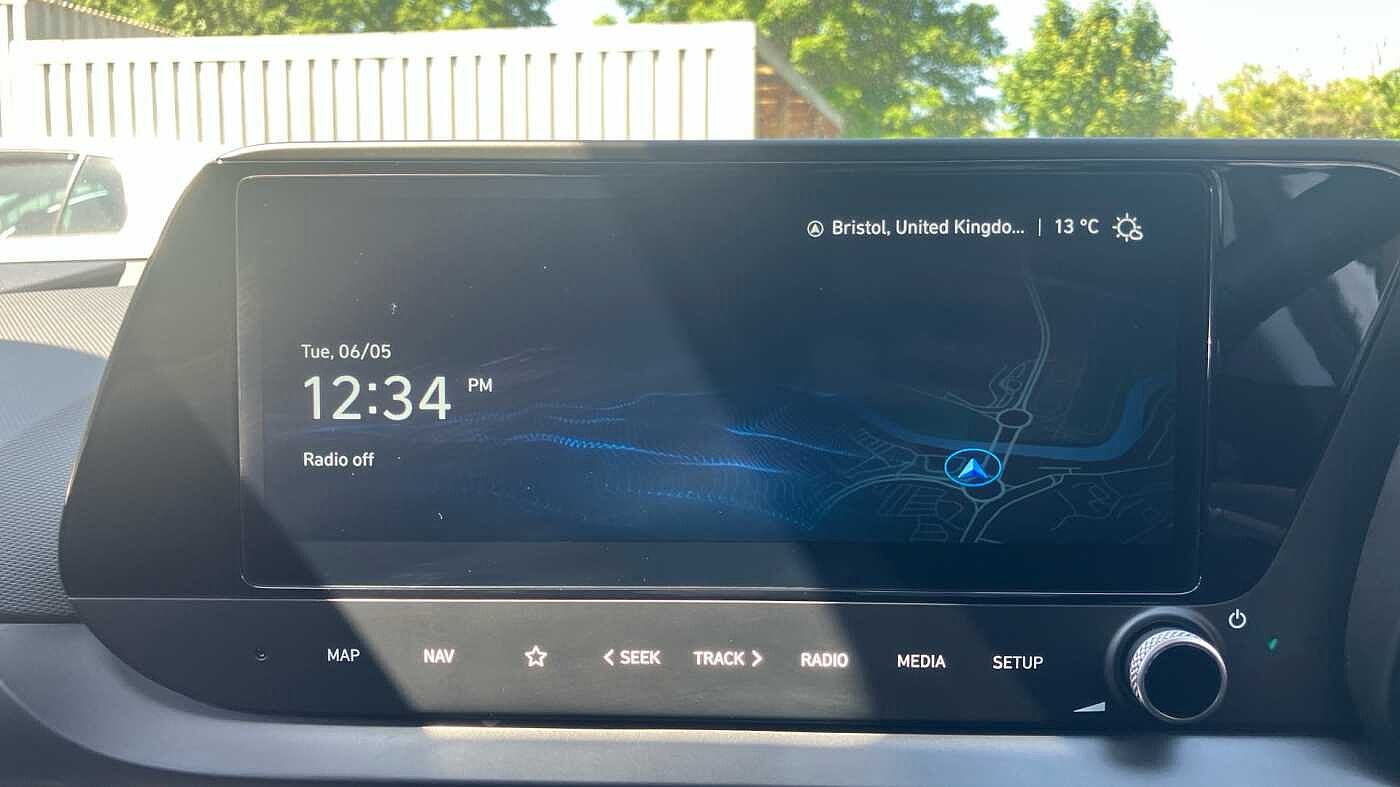 Bristol, United Kingdo... | 13 °C
Tue, 06/05
12:34 PM
Radio off
MAP NAV < SEEK TRACK > RADIO MEDIA SETUP